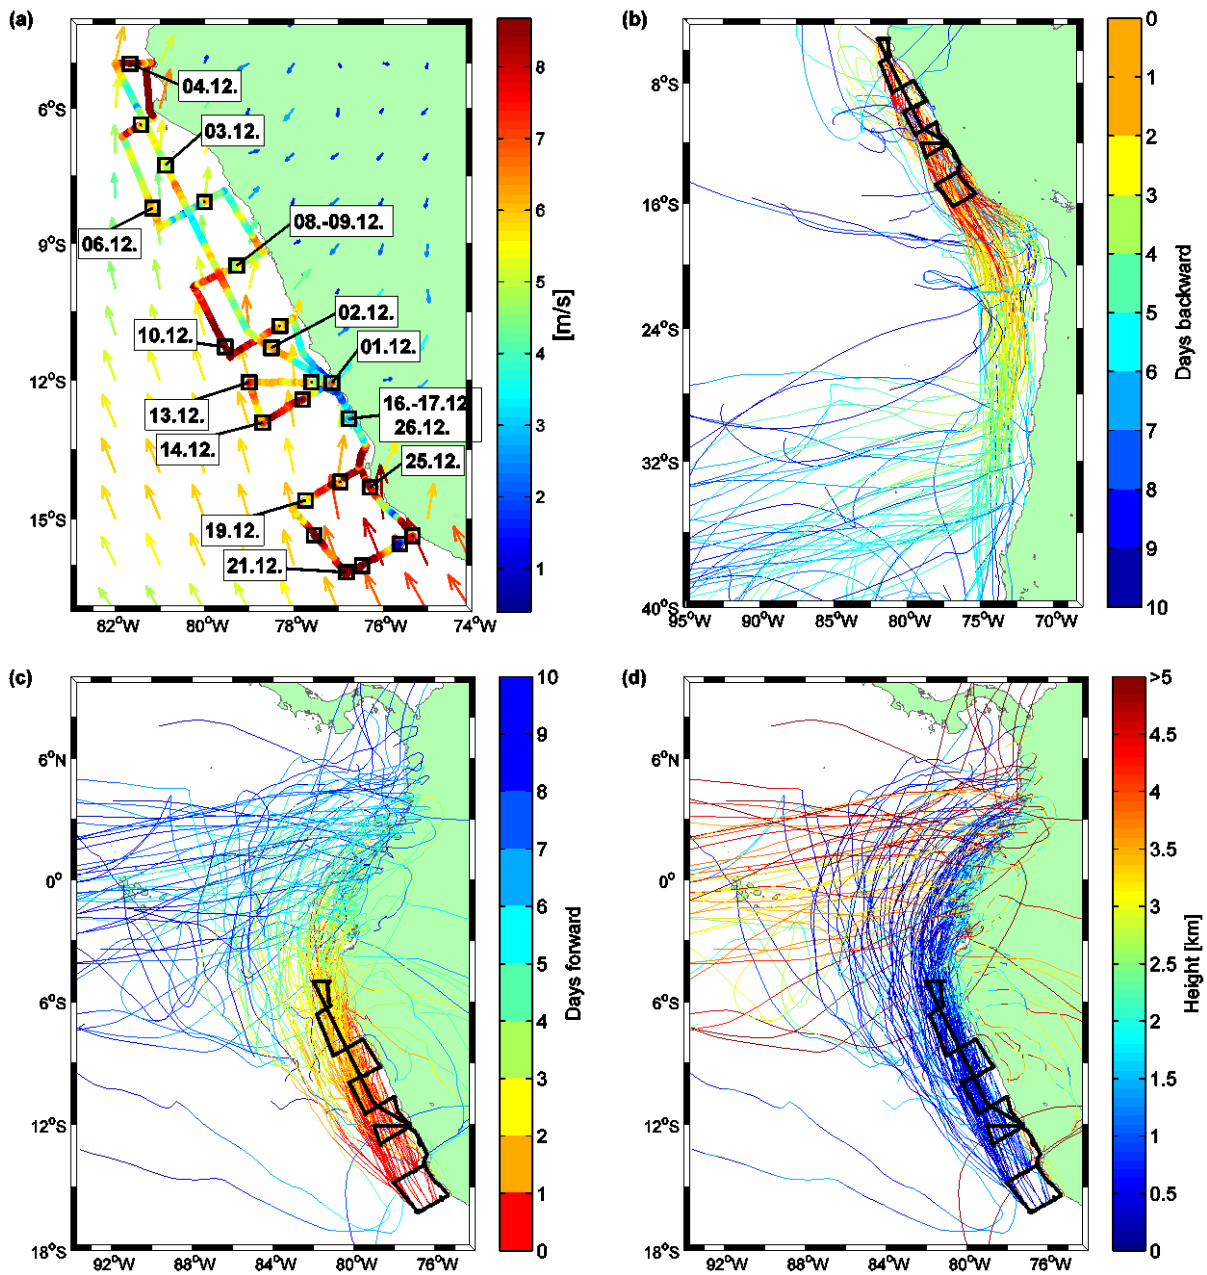 (a)
04.12.
03.12.
06.12.
08.-09.12.
10.12.
02.12.
01.12.
13.12.
14.12.
16.-17.12
26.12.
25.12.
19.12.
21.12.
6°S
9°S
12°S
15°S
82°W 80°W 78°W 76°W 74°W
8
7
6
5
4
3
2
1
[m/s]
(b)
8°S
16°S
24°S
32°S
40°S
95°W 90°W 85°W 80°W 75°W 70°W
0
1
2
3
4
5
6
7
8
9
10
Days backward
(c)
6°N
0°
6°S
12°S
18°S
92°W 88°W 84°W 80°W 76°W
10
9
8
7
6
5
4
3
2
1
0
Days forward
(d)
6°N
0°
6°S
12°S
18°S
92°W 88°W 84°W 80°W 76°W
>5
4.5
4
3.5
3
2.5
2
1.5
1
0.5
0
Height [km]